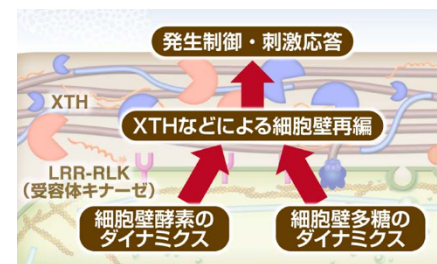 発生制御・刺激応答
XTH
XTHなどによる細胞壁再編
LRR-RLK
(受容体キナーゼ)
細胞壁酵素の
ダイナミクス
細胞壁多糖の
ダイナミクス